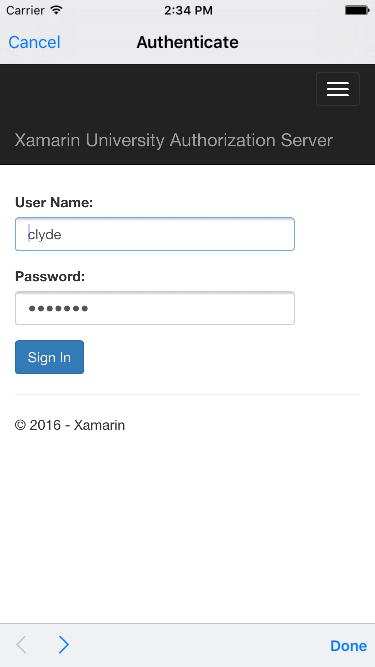 Carrier 2:34 PM
Cancel Authenticate
Xamarin University Authorization Server
User Name:
clyde
Password:
•••••••
Sign In
© 2016 - Xamarin
Done